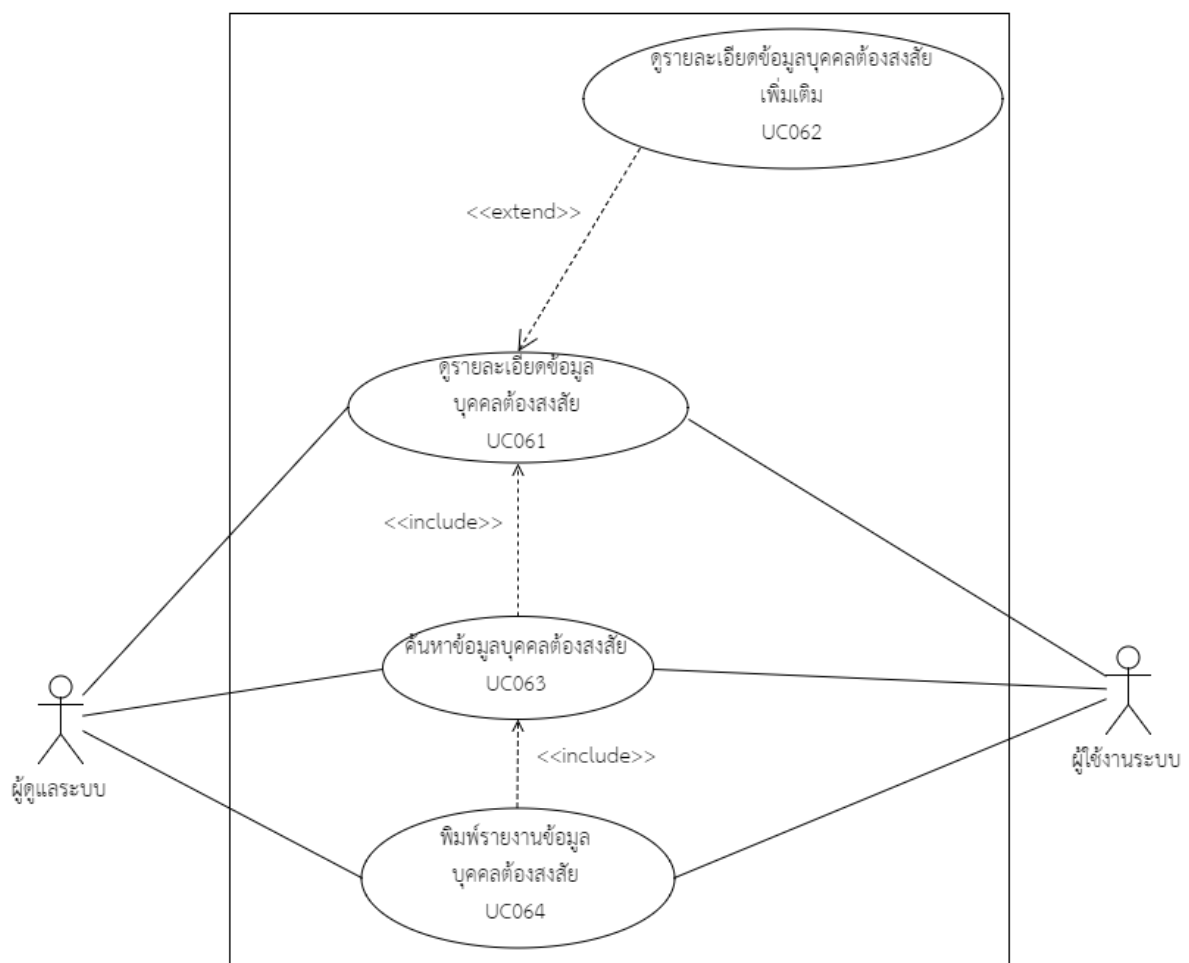 ดูรายละเอียดข้อมูลบุคคลต้องสงสัย
เพิ่มเติม
UC062
<<extend>>
ดูรายละเอียดข้อมูล
บุคคลต้องสงสัย
UC061
<<include>>
ค้นหาข้อมูลบุคคลต้องสงสัย
UC063
<<include>>
ผู้ดูแลระบบ
ผู้ใช้งานระบบ
พิมพ์รายงานข้อมูล
บุคคลต้องสงสัย
UC064